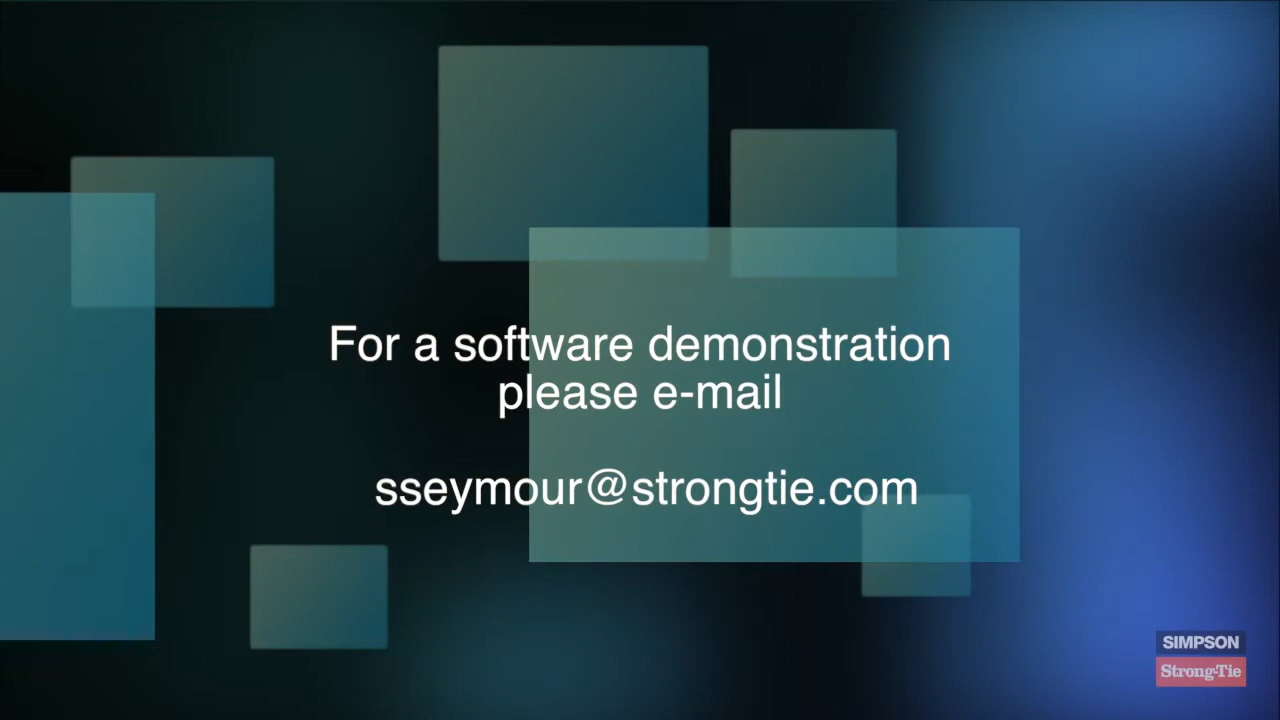 For a software demonstration
please e-mail
sseymour@strongtie.com
SIMPSON
Strong-Tie